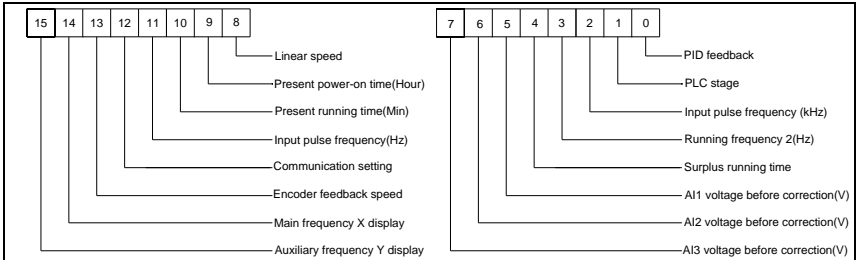 15 14 13 12 11 10 9 8
Linear speed
Present power-on time(Hour)
Present running time(Min)
Input pulse frequency(Hz)
Communication setting
Encoder feedback speed
Main frequency X display
Auxiliary frequency Y display
7 6 5 4 3 2 1 0
PID feedback
PLC stage
Input pulse frequency (kHz)
Running frequency 2(Hz)
Surplus running time
AI1 voltage before correction(V)
AI2 voltage before correction(V)
AI3 voltage before correction(V)